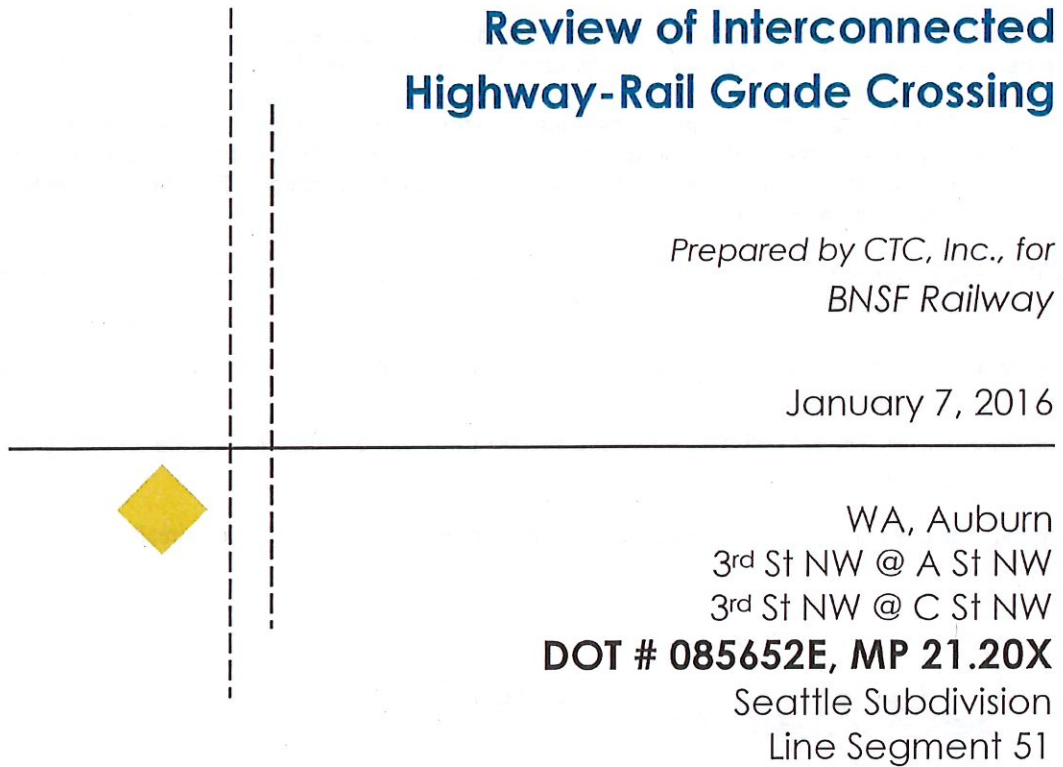 Review of Interconnected
Highway-Rail Grade Crossing
Prepared by CTC, Inc., for
BNSF Railway
January 7, 2016
WA, Auburn
3rd St NW @ A St NW
3rd St NW @ C St NW
DOT # 085652E, MP 21.20X
Seattle Subdivision
Line Segment 51